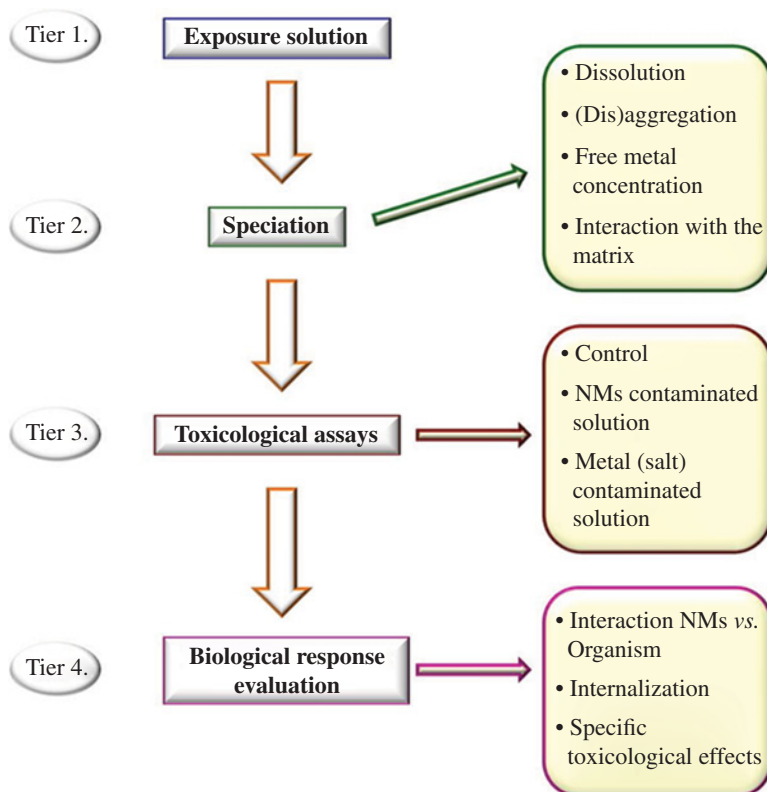 Tier 1.
Exposure solution
• Dissolution
• (Dis)aggregation
• Free metal
concentration
• Interaction with the
matrix
Tier 2.
Speciation
• Control
• NMs contaminated
solution
• Metal (salt)
contaminated
solution
Tier 3.
Toxicological assays
• Interaction NMs vs.
Organism
• Internalization
• Specific
toxicological effects
Tier 4.
Biological response
evaluation